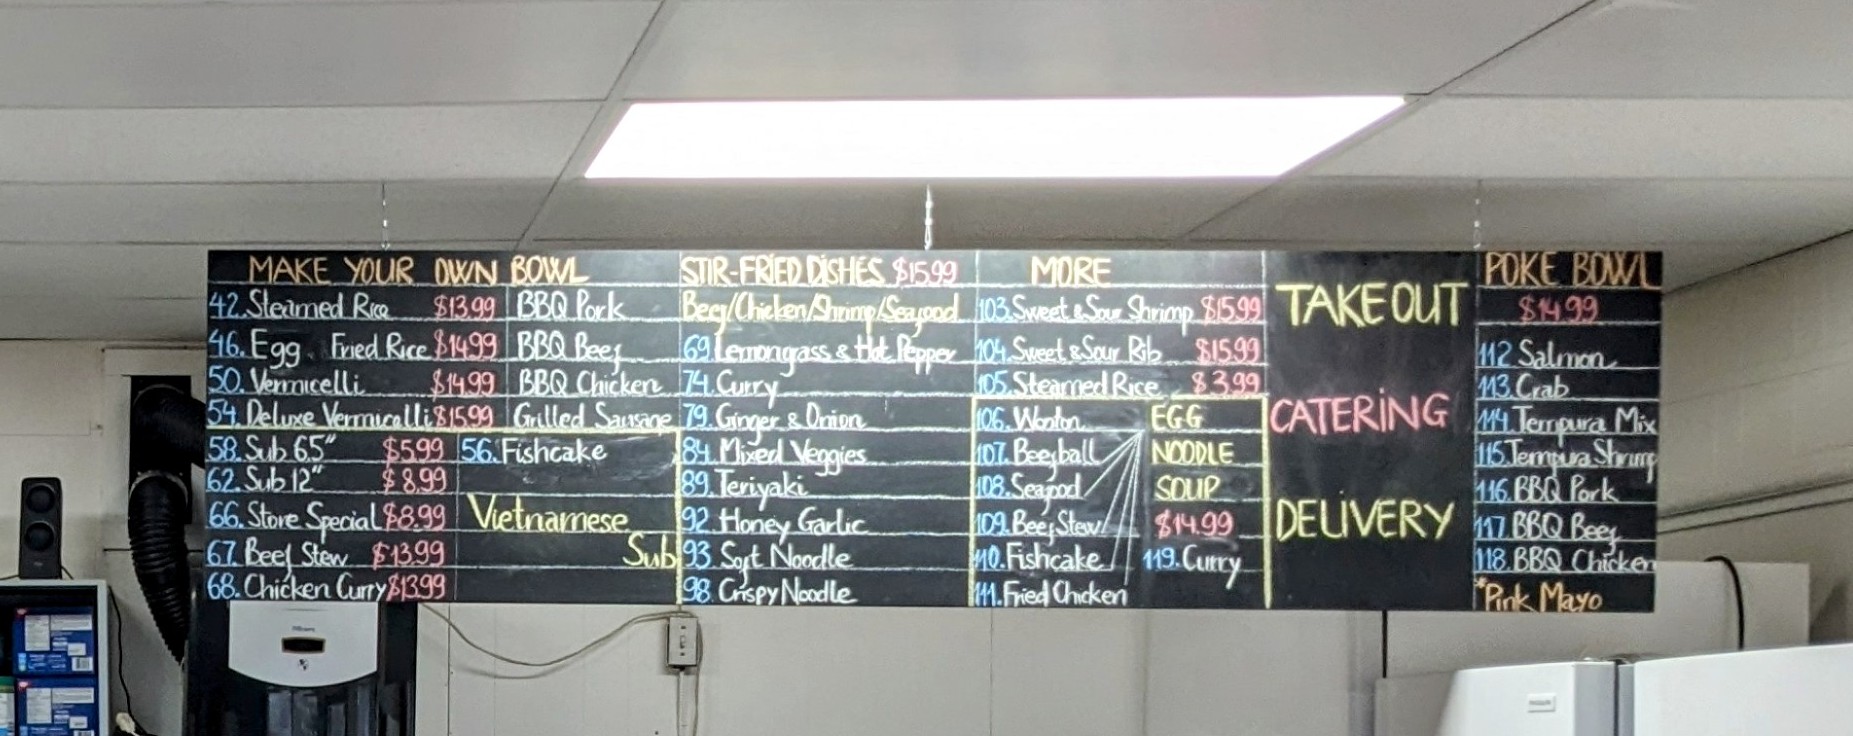 MAKE YOUR OWN BOWL
42. Steamed Rice $13.99 BBQ Pork
46. Egg Fried Rice $14.99 BBQ Beef
50. Vermicelli $14.99 BBQ Chicken
54. Deluxe Vermicelli $15.99 Grilled Sausage
58. Sub 6.5" $5.99 56. Fishcake
62. Sub 12" $8.99
66. Store Special $8.99
67. Beef Stew $13.99
68. Chicken Curry $13.99
Vietnamese
Sub
STIR-FRIED DISHES $15.99
Beef/Chicken/Shrimp/Seafood
69. Lemongrass & Hot Pepper
74. Curry
79. Ginger & Onion
84. Mixed Veggies
89. Teriyaki
92. Honey Garlic
93. Soft Noodle
98. Crispy Noodle
MORE
103. Sweet & Sour Shrimp $15.99
104. Sweet & Sour Rib $15.99
105. Steamed Rice $3.99
106. Wonton
107. Beefball
108. Seafood
109. Beef Stew
110. Fishcake
111. Fried Chicken
EGG
NOODLE
SOUP
$14.99
119. Curry
TAKE OUT
CATERING
DELIVERY
POKE BOWL
$14.99
112 Salmon
113. Crab
114. Tempura Mix
115. Tempura Shrimp
116. BBQ Pork
117. BBQ Beef
118. BBQ Chicken
*Pink Mayo